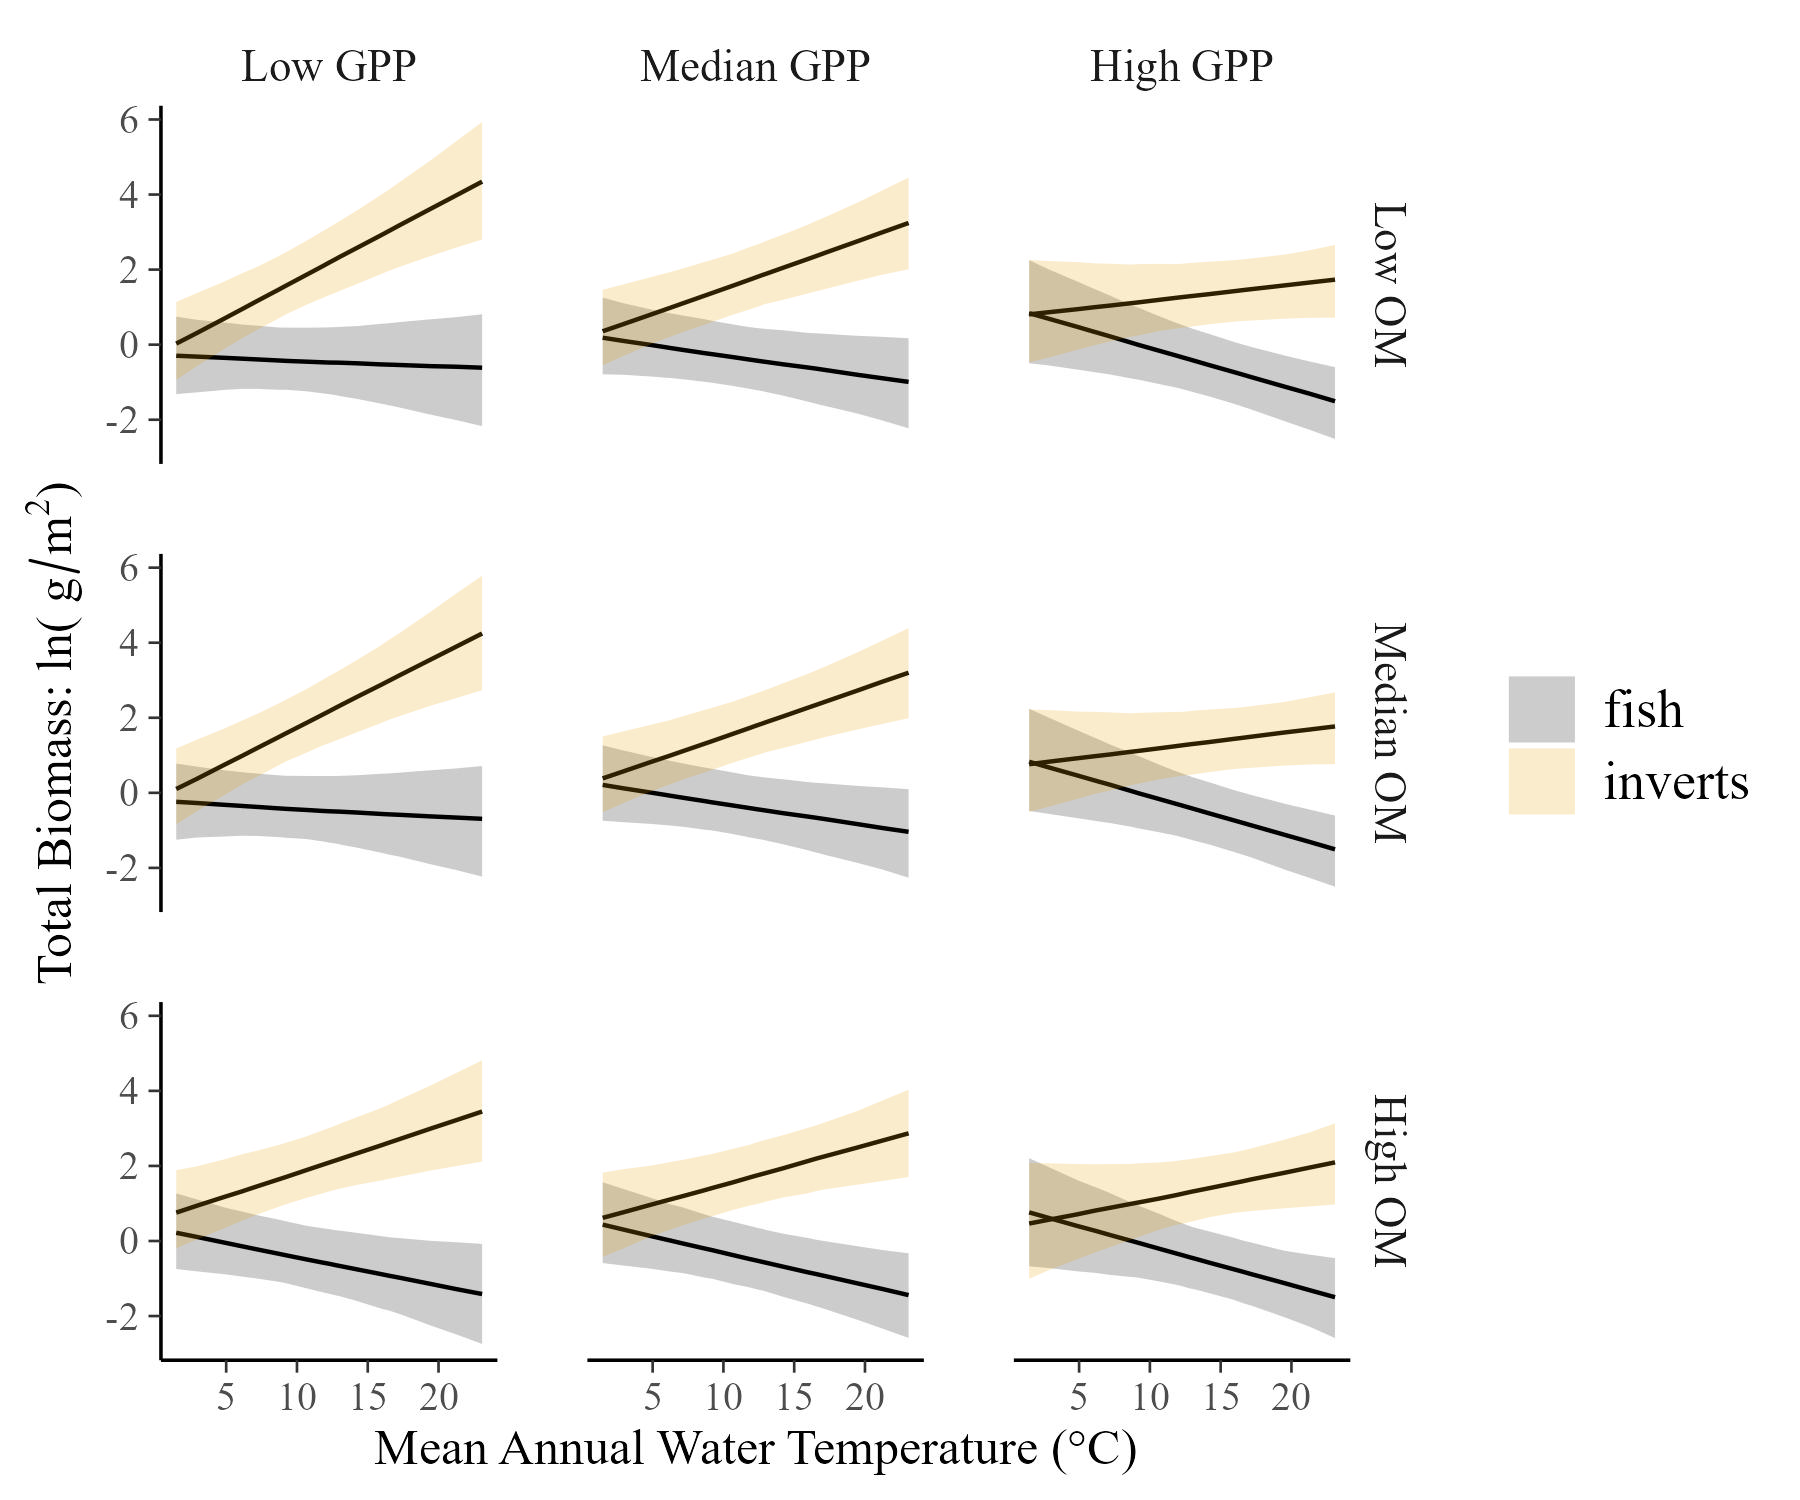 Low GPP Median GPP High GPP
6
4
2
0
-2
Low OM
6
4
2
0
-2
Median OM
6
4
2
0
-2
High OM
Total Biomass: ln( g/m²)
fish
inverts
5 10 15 20 5 10 15 20 5 10 15 20
Mean Annual Water Temperature (°C)